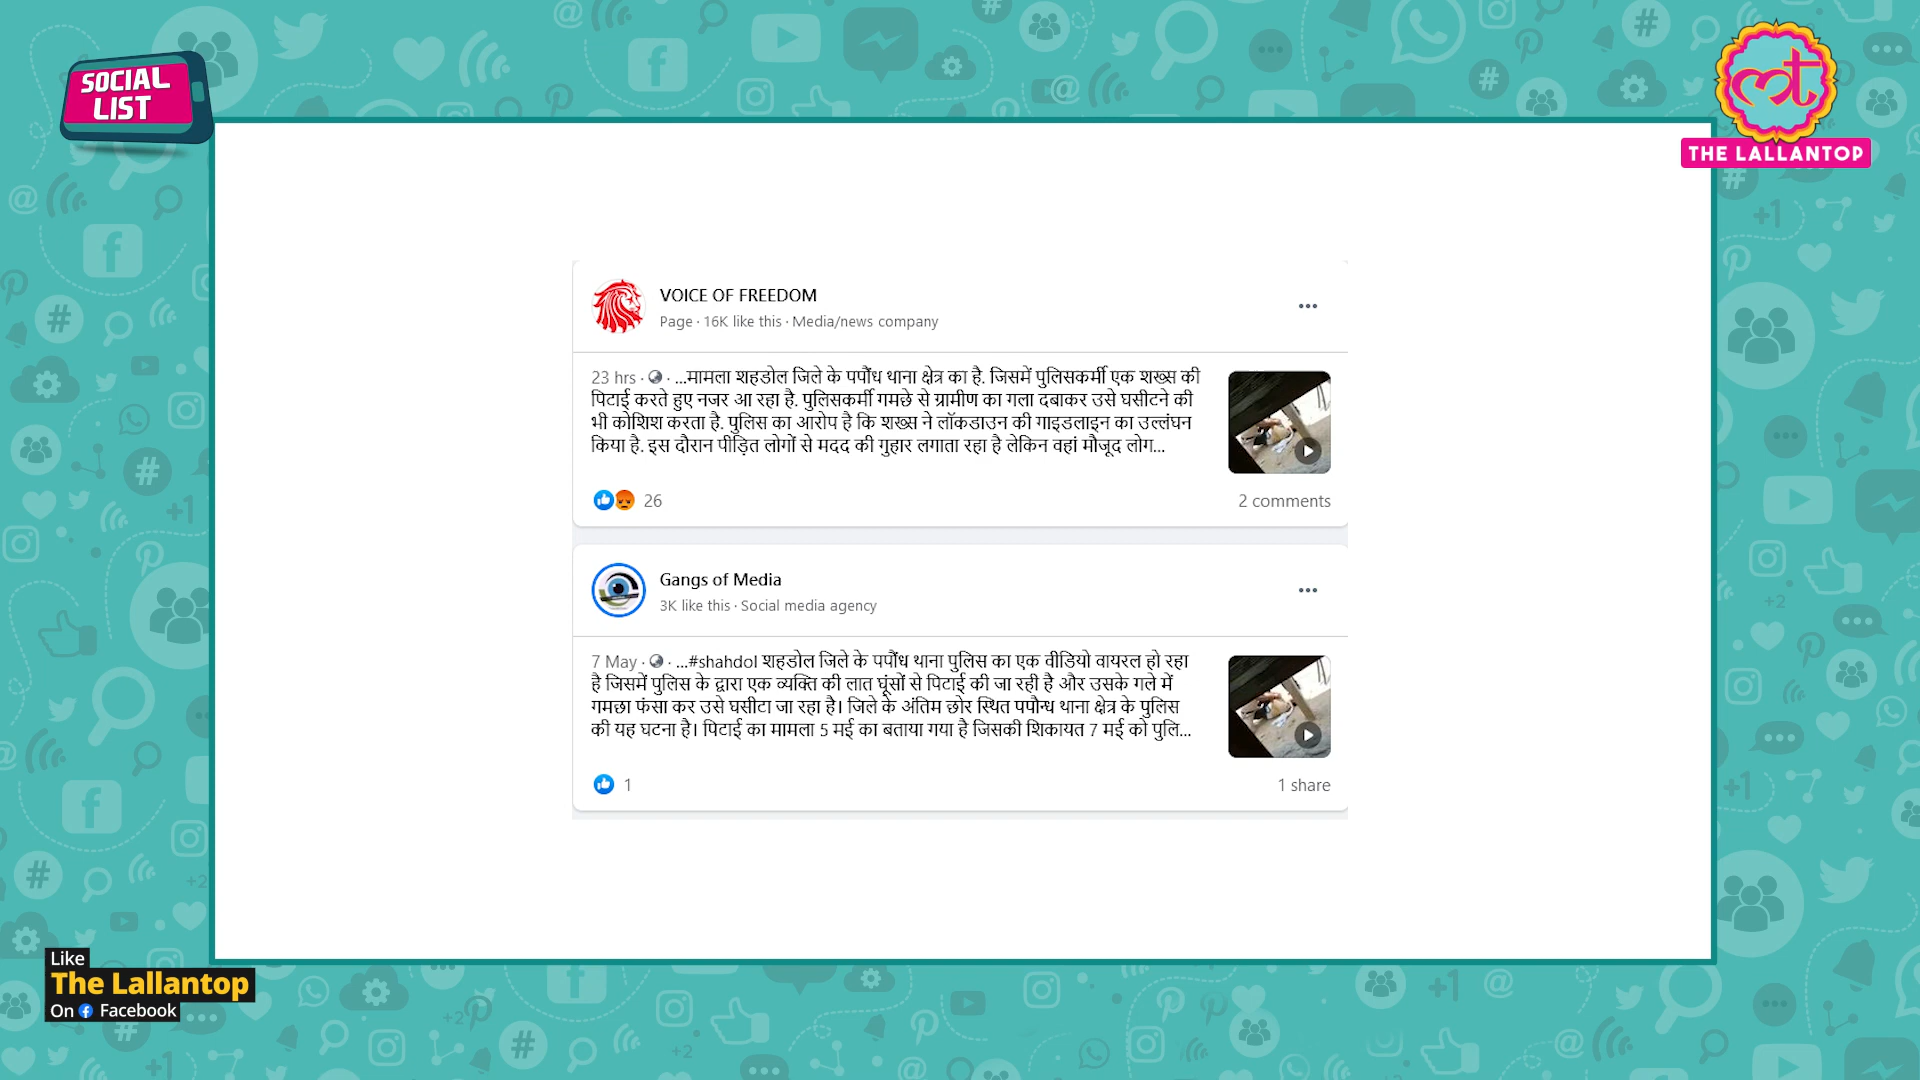 SOCIAL
LIST
THE LALLANTOP
VOICE OF FREEDOM
Page · 16K like this · Media/news company
23 hrs · ...मामला शहडोल जिले के पपौंध थाना क्षेत्र का है. जिसमें पुलिसकर्मी एक शख्स की
पिटाई करते हुए नजर आ रहा है. पुलिसकर्मी गमछे से ग्रामीण का गला दबाकर उसे घसीटने की
भी कोशिश करता है. पुलिस का आरोप है कि शख्स ने लॉकडाउन की गाइडलाइन का उल्लंघन
किया है. इस दौरान पीड़ित लोगों से मदद की गुहार लगाता रहा है लेकिन वहां मौजूद लोग...
26
2 comments
Gangs of Media
3K like this · Social media agency
7 May · ...#shahdol शहडोल जिले के पपौंध थाना पुलिस का एक वीडियो वायरल हो रहा
है जिसमें पुलिस के द्वारा एक व्यक्ति की लात घूंसों से पिटाई की जा रही है और उसके गले में
गमछा फंसा कर उसे घसीटा जा रहा है। जिले के अंतिम छोर स्थित पपौन्ध थाना क्षेत्र के पुलिस
की यह घटना है। पिटाई का मामला 5 मई का बताया गया है जिसकी शिकायत 7 मई को पुलि...
1
1 share
Like
The Lallantop
On Facebook